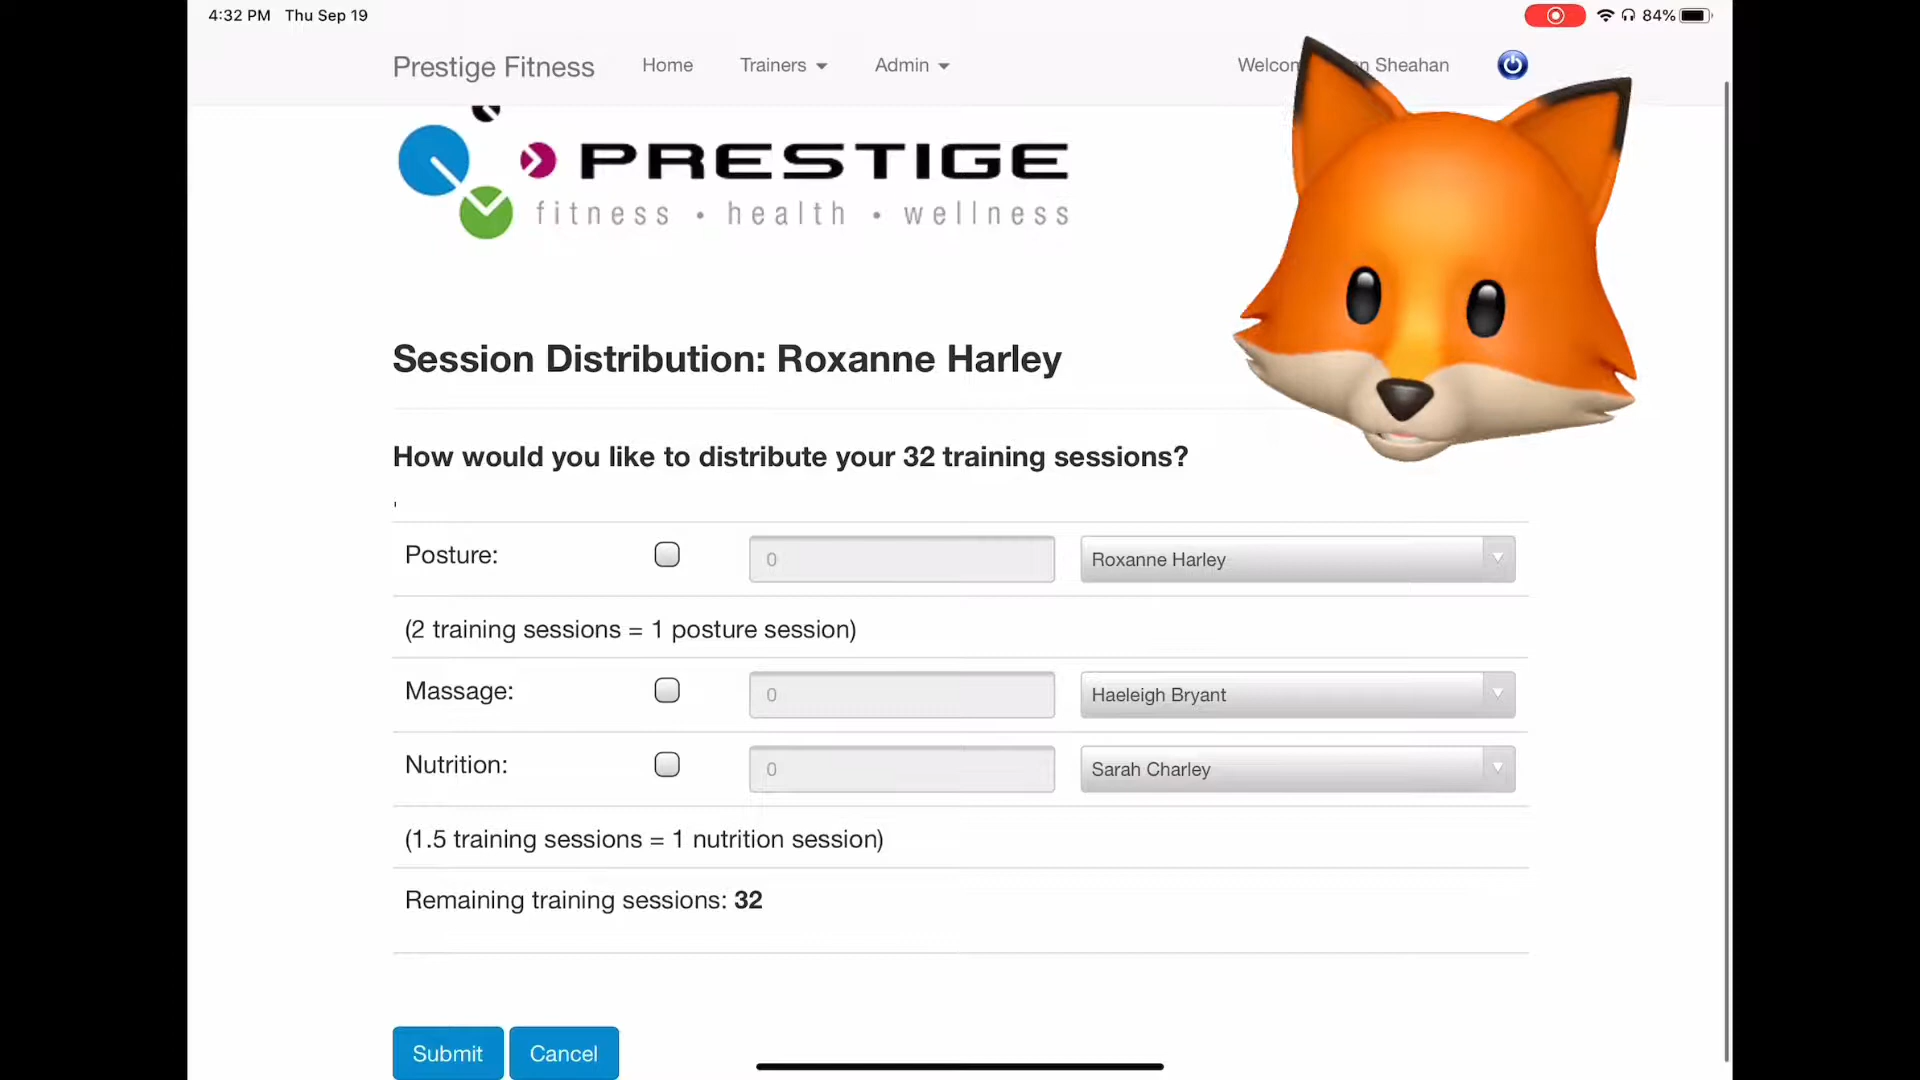 4:32 PM Thu Sep 19
84%
Prestige Fitness Home Trainers Admin Sheahan
PRESTIGE
fitness • health • wellness
Session Distribution: Roxanne Harley
How would you like to distribute your 32 training sessions?
'
Posture: 0 Roxanne Harley
(2 training sessions = 1 posture session)
Massage: 0 Haeleigh Bryant
Nutrition: 0 Sarah Charley
(1.5 training sessions = 1 nutrition session)
Remaining training sessions: 32
Submit Cancel